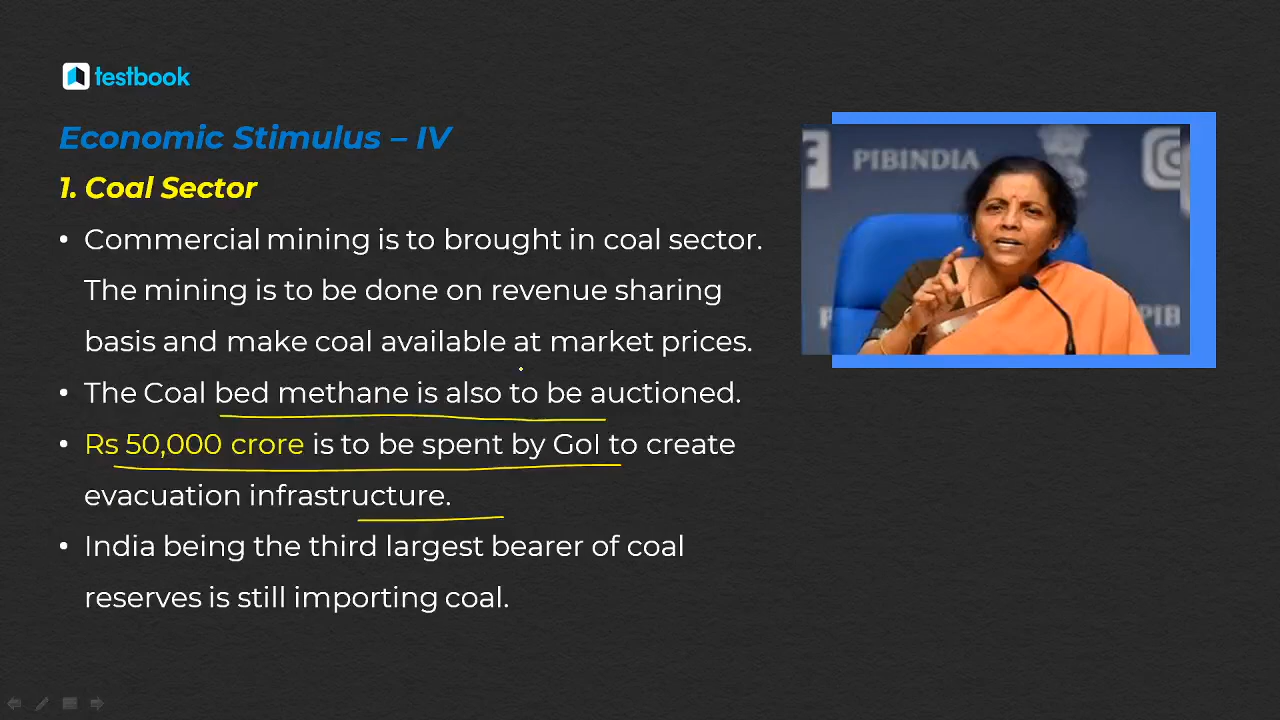 testbook
Economic Stimulus – IV
1. Coal Sector
• Commercial mining is to brought in coal sector.
The mining is to be done on revenue sharing
basis and make coal available at market prices.
• The Coal bed methane is also to be auctioned.
• Rs 50,000 crore is to be spent by GoI to create
evacuation infrastructure.
• India being the third largest bearer of coal
reserves is still importing coal.
PIBINDIA
PIB